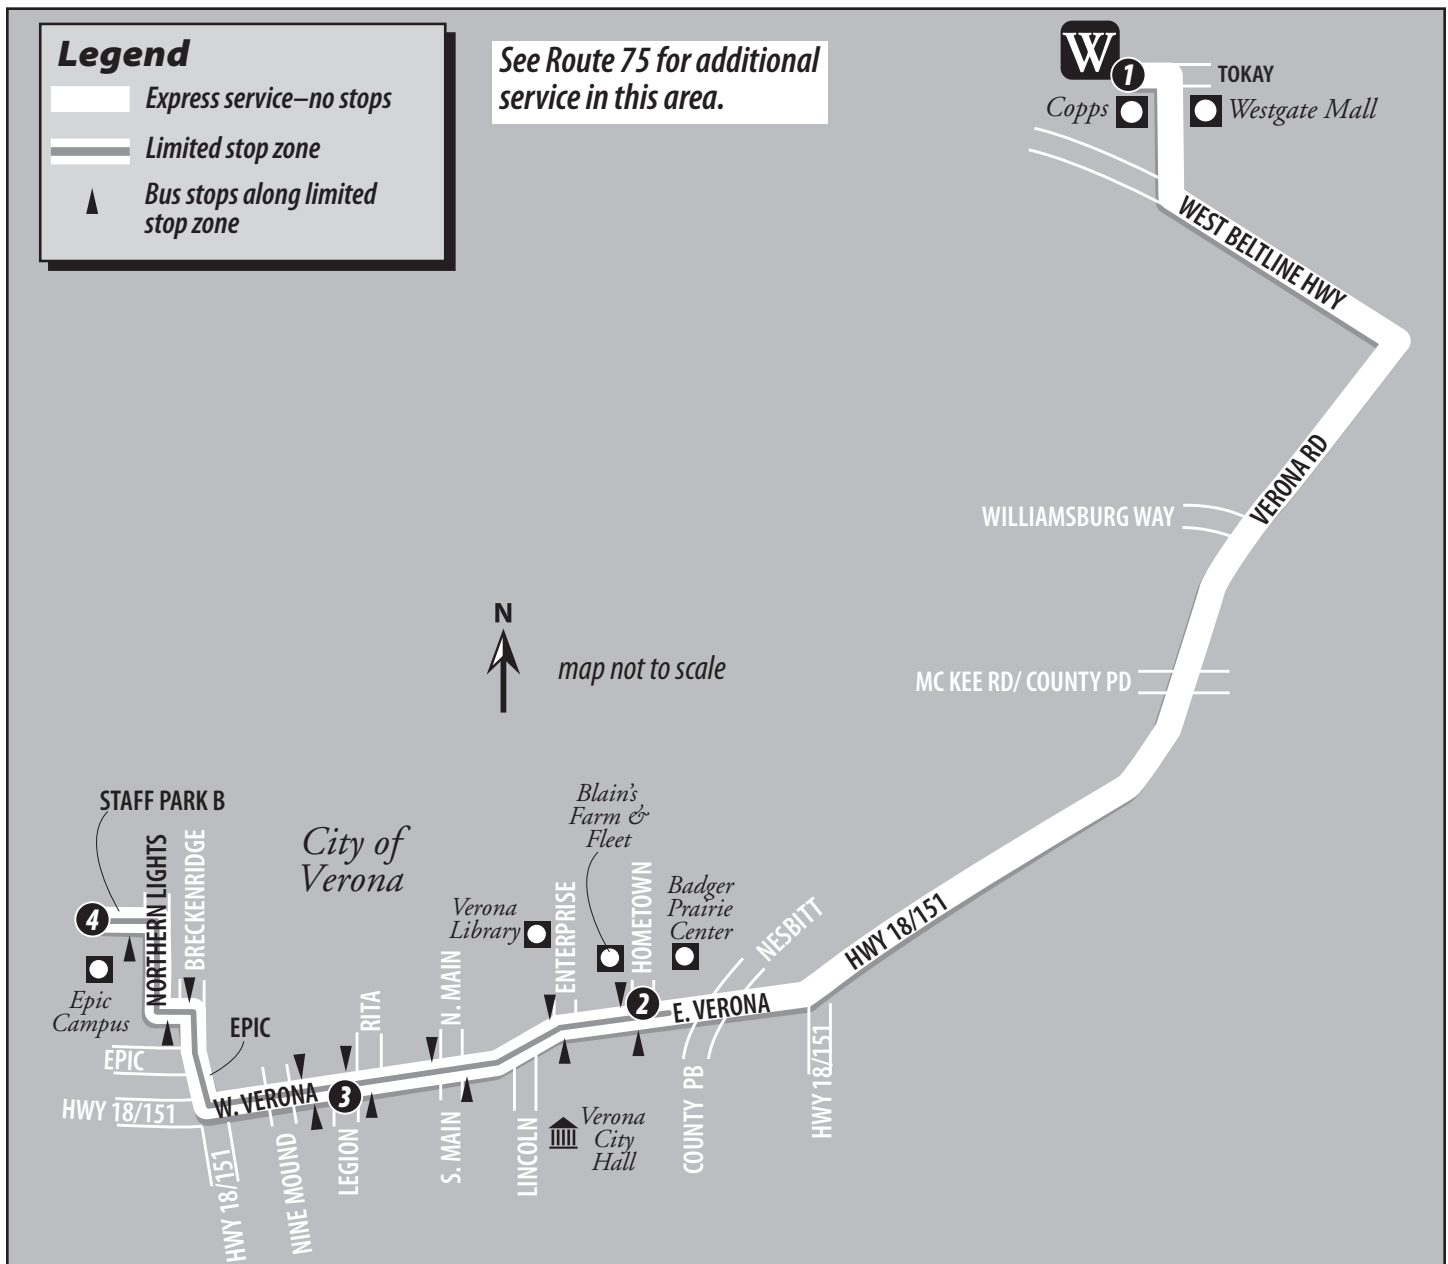 Legend
Express service–no stops
Limited stop zone
Bus stops along limited
stop zone
See Route 75 for additional
service in this area.
W
1
TOKAY
Copps
Westgate Mall
WEST BELTLINE HWY
VERONA RD
WILLIAMSBURG WAY
N
map not to scale
MC KEE RD/ COUNTY PD
STAFF PARK B
City of
Verona
Blain's
Farm &
Fleet
NORTHERN LIGHTS
BRECKENRIDGE
4
Epic
Campus
Verona
Library
ENTERPRISE
HOMETOWN
Badger
Prairie
Center
NESBITT
HWY 18/151
2
E. VERONA
N. MAIN
RITA
EPIC
EPIC
HWY 18/151
W. VERONA
3
HWY 18/151
NINE MOUND
LEGION
S. MAIN
LINCOLN
Verona
City
Hall
COUNTY PB
HWY 18/151